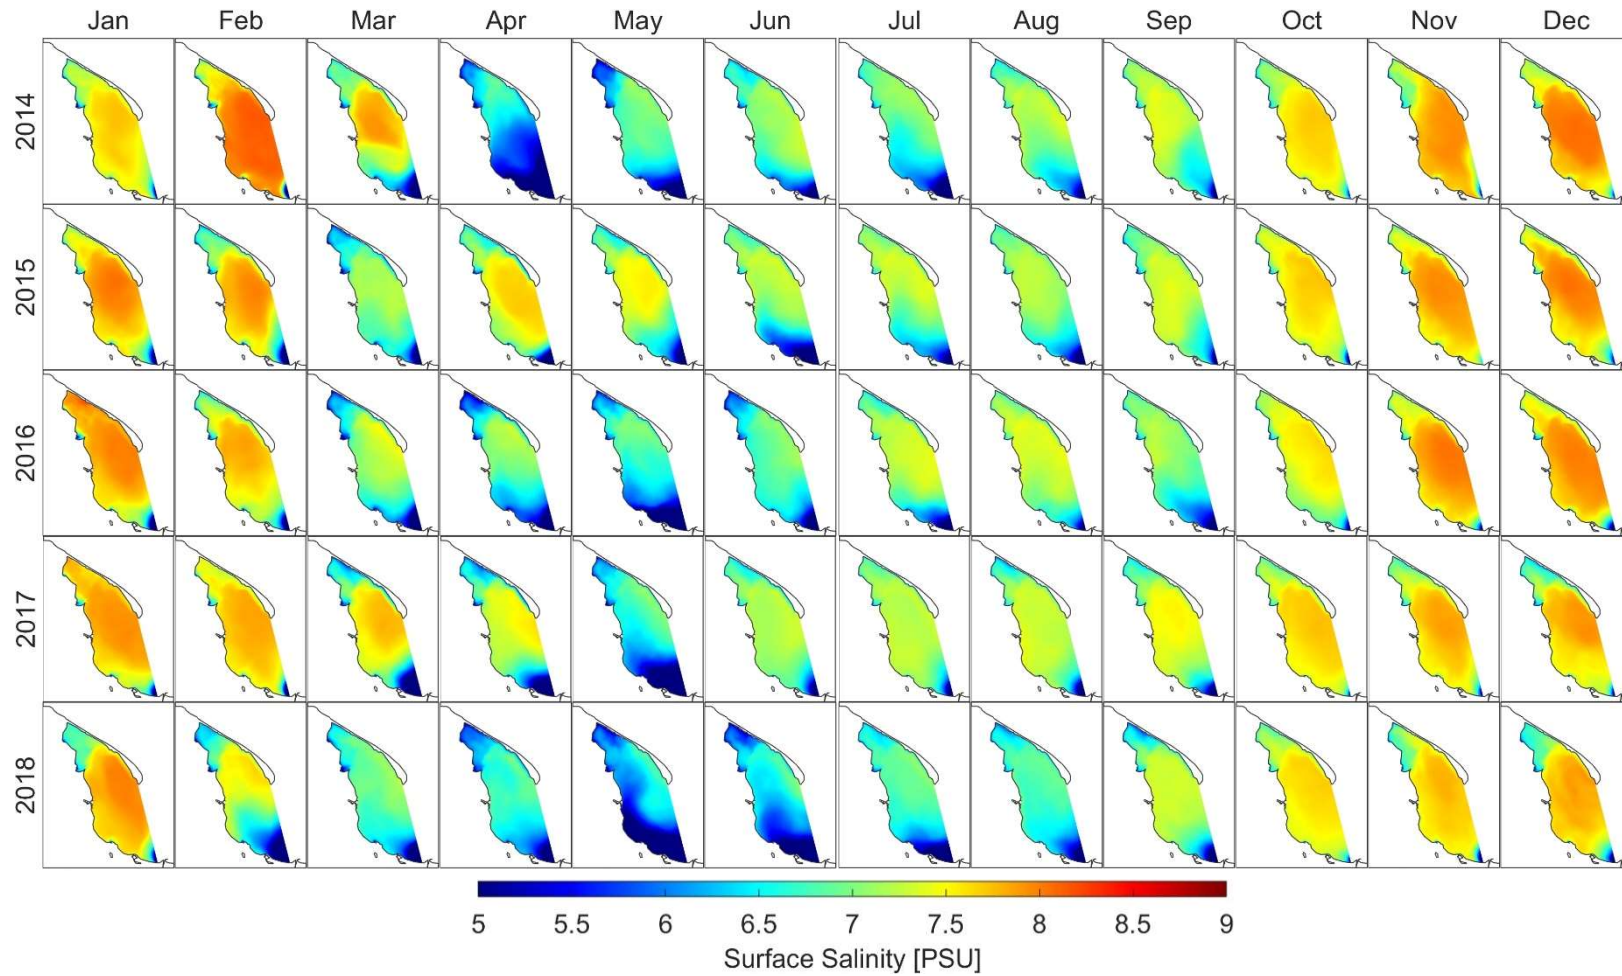 Jan Feb Mar Apr May Jun Jul Aug Sep Oct Nov Dec
2014
2015
2016
2017
2018
5 5.5 6 6.5 7 7.5 8 8.5 9
Surface Salinity [PSU]